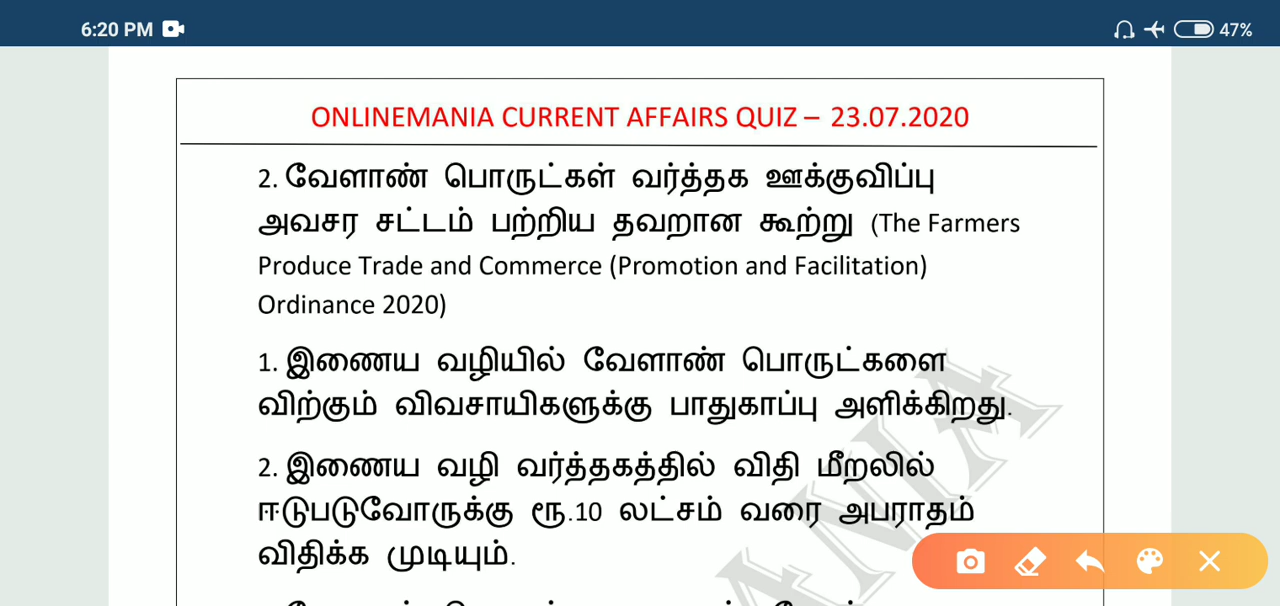 6:20 PM
47%
ONLINEMANIA CURRENT AFFAIRS QUIZ – 23.07.2020
2. வேளாண் பொருட்கள் வர்த்தக ஊக்குவிப்பு
அவசர சட்டம் பற்றிய தவறான கூற்று (The Farmers
Produce Trade and Commerce (Promotion and Facilitation)
Ordinance 2020)
1. இணைய வழியில் வேளாண் பொருட்களை
விற்கும் விவசாயிகளுக்கு பாதுகாப்பு அளிக்கிறது.
2. இணைய வழி வர்த்தகத்தில் விதி மீறலில்
ஈடுபடுவோருக்கு ரூ.10 லட்சம் வரை அபராதம்
விதிக்க முடியும்.